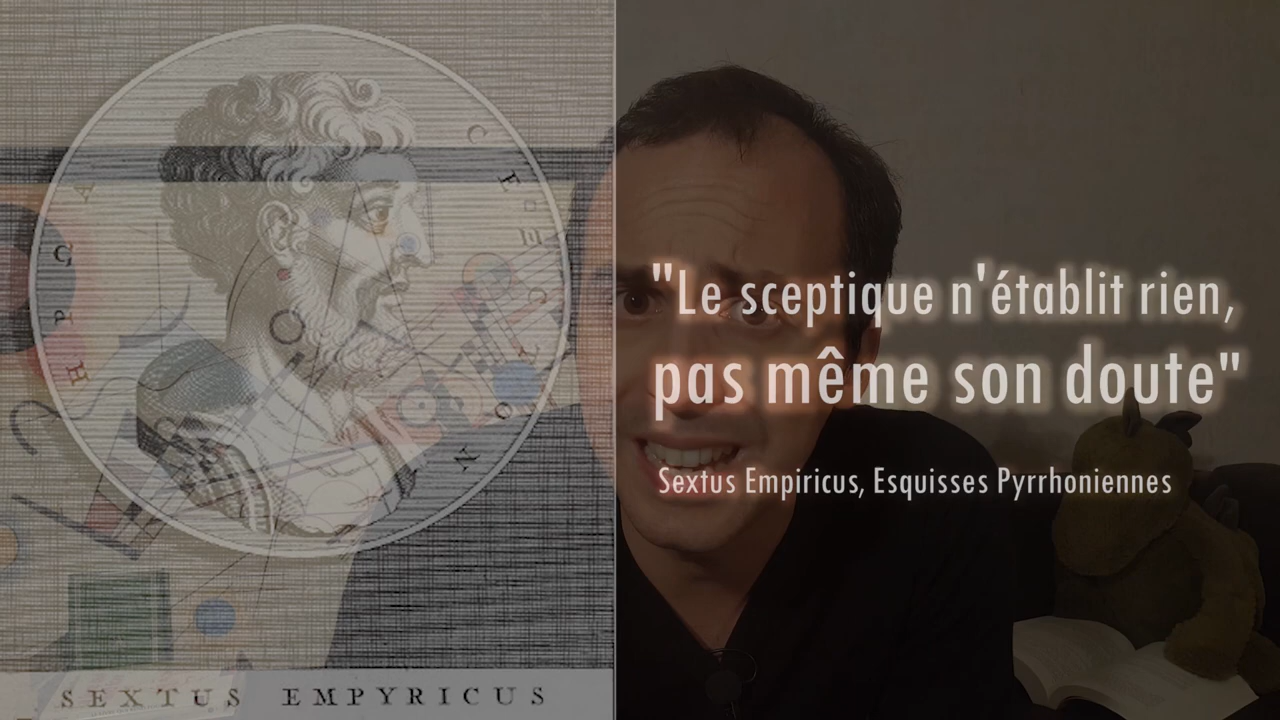 "Le sceptique n'établit rien,
pas même son doute"
Sextus Empiricus, Esquisses Pyrrhoniennes
SEXTUS EMPYRICUS